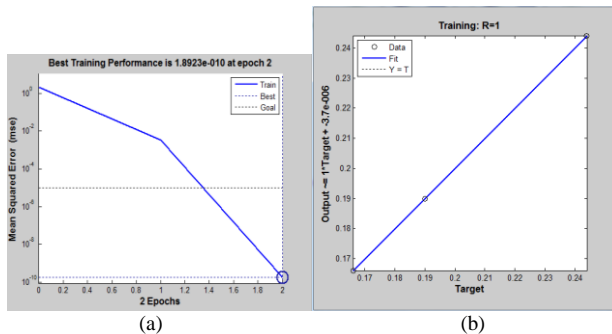 Best Training Performance is 1.8923e-010 at epoch 2
Train
Best
Goal
Mean Squared Error (mse)
10^0
10^-2
10^-4
10^-6
10^-8
10^-10
0 0.2 0.4 0.6 0.8 1 1.2 1.4 1.6 1.8 2
2 Epochs
(a)
Training: R=1
Data
Fit
Y = T
Output ~= 1*Target + -3.7e-006
0.24
0.23
0.22
0.21
0.2
0.19
0.18
0.17
0.17 0.18 0.19 0.2 0.21 0.22 0.23 0.24
Target
(b)